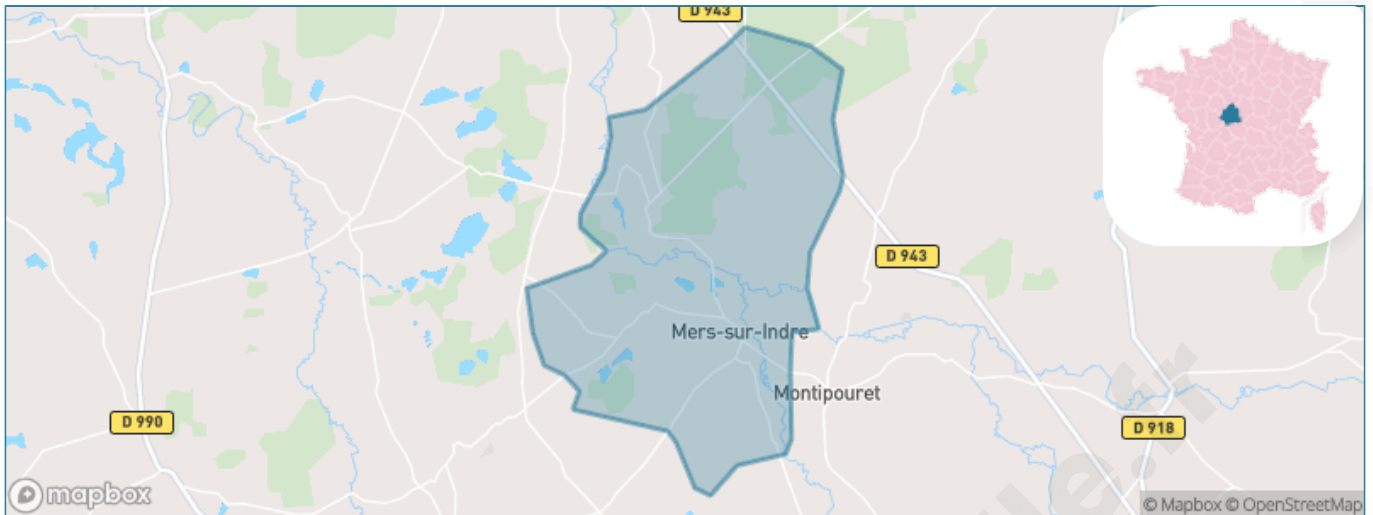 D 943
D 943
Mers-sur-Indre
Montipouret
D 990
D 918
mapbox
© Mapbox © OpenStreetMap